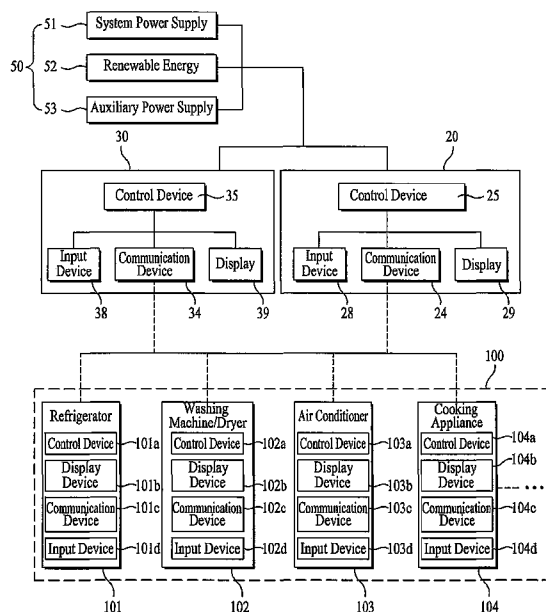 51
System Power Supply
50
52
Renewable Energy
53
Auxiliary Power Supply
30
20
Control Device
35
Control Device
25
Input
Device
Communication
Device
Display
Input
Device
Communication
Device
Display
38
34
39
28
24
29
100
Refrigerator
Control Device
101a
Display
Device
101b
Communication
Device
101c
Input Device
101d
101
Washing
Machine/Dryer
Control Device
102a
Display
Device
102b
Communication
Device
102c
Input Device
102d
102
Air Conditioner
Control Device
103a
Display
Device
103b
Communication
Device
103c
Input Device
103d
103
Cooking
Appliance
Control Device
104a
Display
Device
104b
Communication
Device
104c
Input Device
104d
104